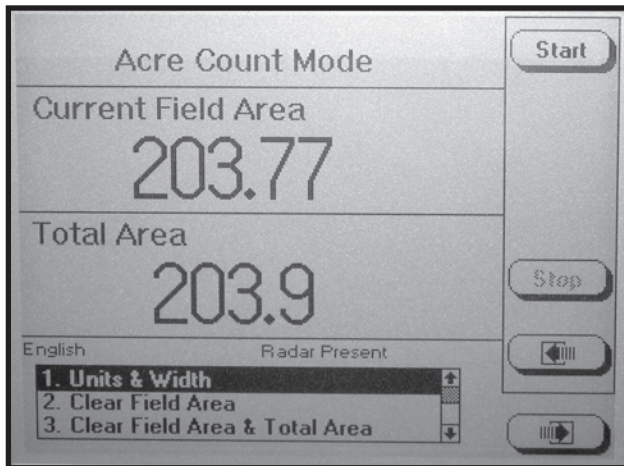 Acre Count Mode
Start
Current Field Area
203.77
Total Area
203.9
Stop
English Radar Present
1. Units & Width
2. Clear Field Area
3. Clear Field Area & Total Area